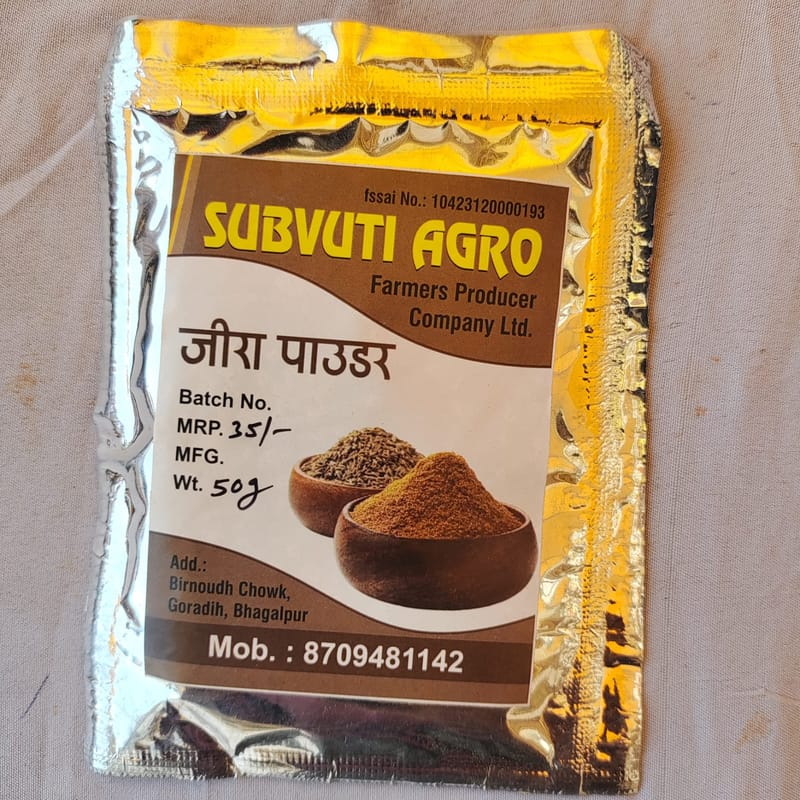 fssai No.: 10423120000193
SUBVUTI AGRO
Farmers Producer
Company Ltd.
जीरा पाउडर
Batch No.
MRP. 35/-
MFG.
Wt. 50g
Add.:
Birnoudh Chowk,
Goradih, Bhagalpur
Mob. : 8709481142